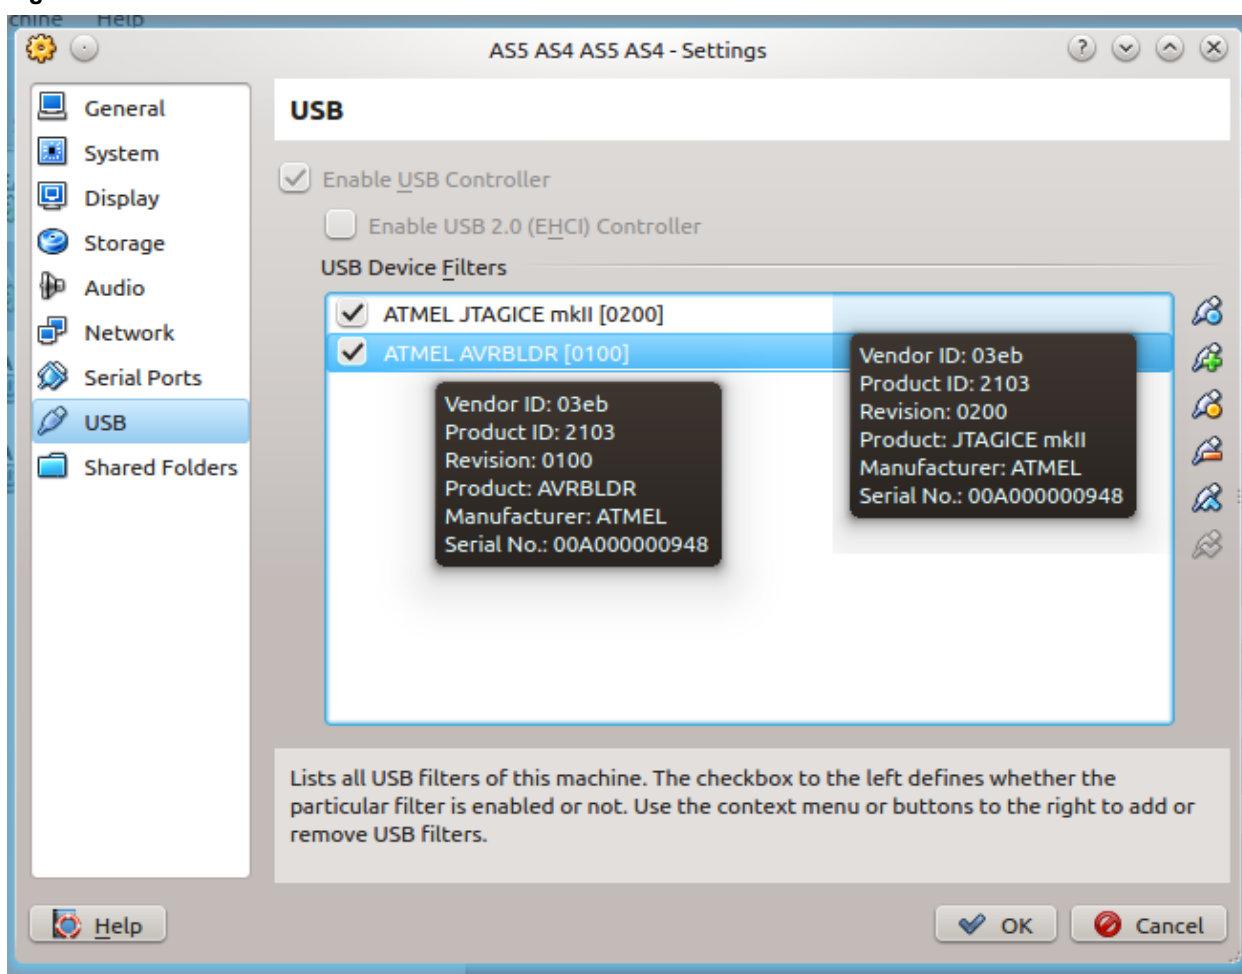 chine Help
AS5 AS4 AS5 AS4 - Settings
General
System
Display
Storage
Audio
Network
Serial Ports
USB
Shared Folders
USB
Enable USB Controller
Enable USB 2.0 (EHCI) Controller
USB Device Filters
ATMEL JTAGICE mkII [0200]
ATMEL AVRBLDR [0100]
Vendor ID: 03eb
Product ID: 2103
Revision: 0100
Product: AVRBLDR
Manufacturer: ATMEL
Serial No.: 00A000000948
Vendor ID: 03eb
Product ID: 2103
Revision: 0200
Product: JTAGICE mkII
Manufacturer: ATMEL
Serial No.: 00A000000948
Lists all USB filters of this machine. The checkbox to the left defines whether the
particular filter is enabled or not. Use the context menu or buttons to the right to add or
remove USB filters.
Help
OK
Cancel